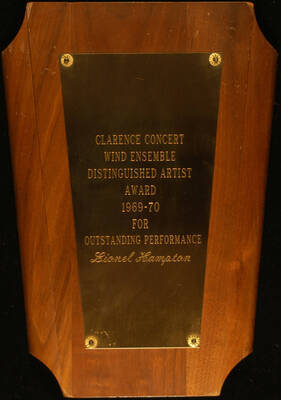 CLARENCE CONCERT
WIND ENSEMBLE
DISTINGUISHED ARTIST
AWARD
1969-70
FOR
OUTSTANDING PERFORMANCE
Lionel Hampton